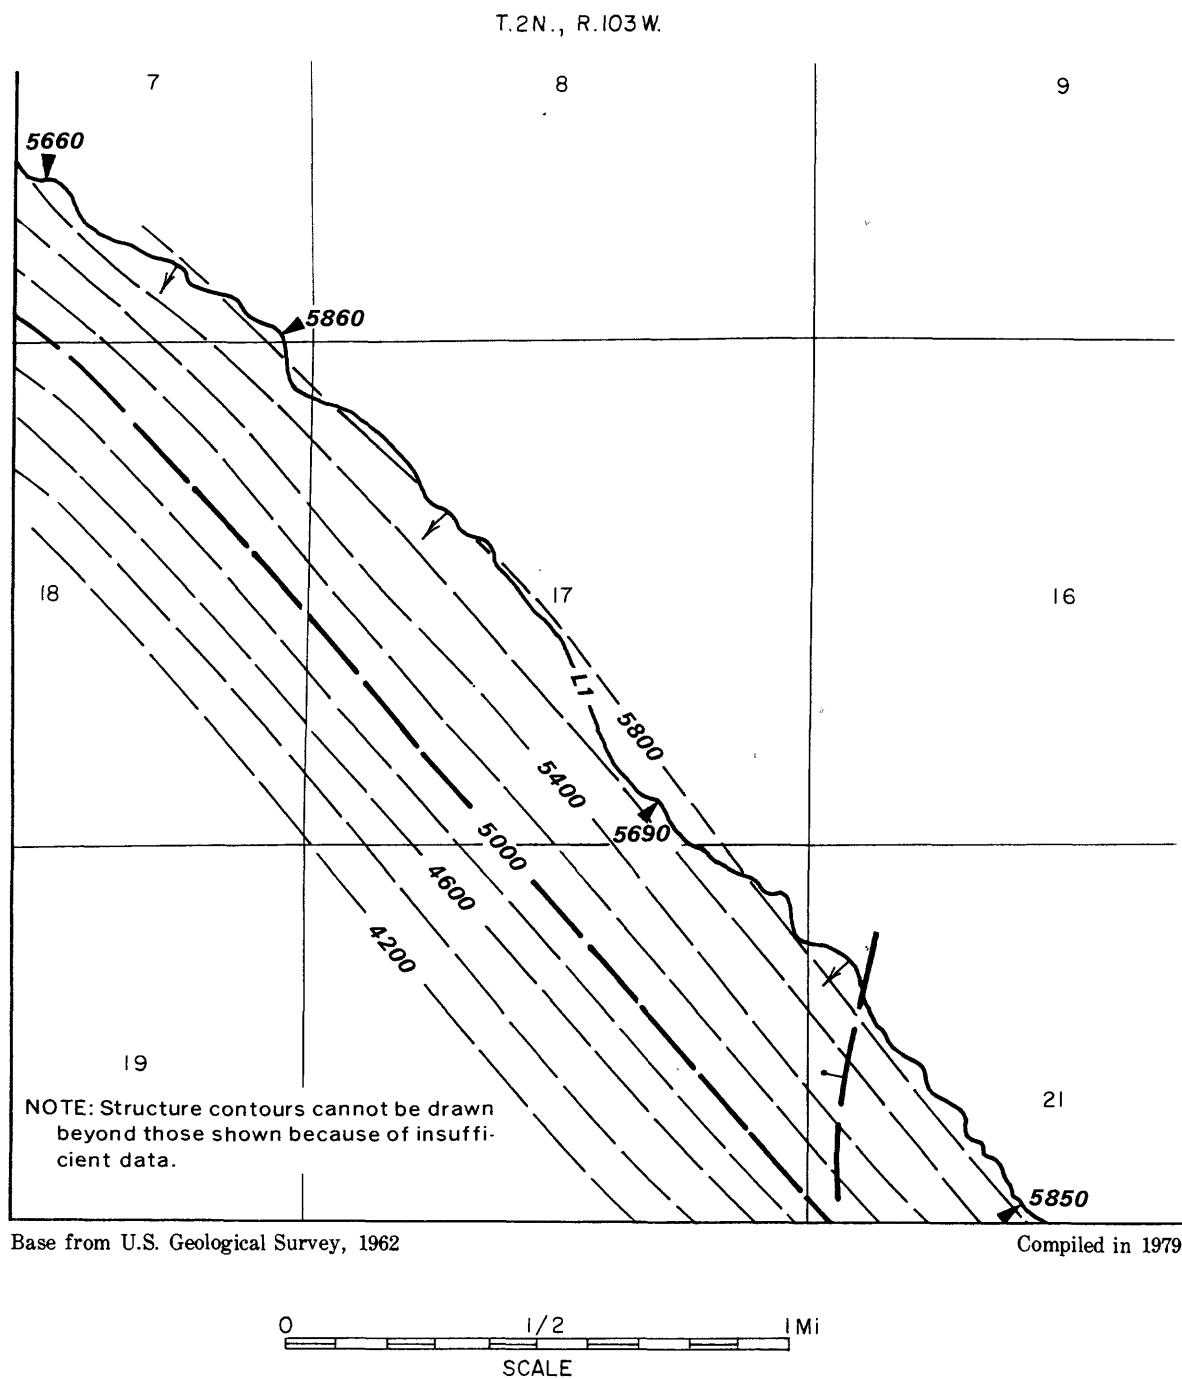 T.2N., R.103W.
7
8
9
5660
5860
18
17
16
L1
5800
5400
5690
5000
4600
4200
19
21
NOTE: Structure contours cannot be drawn
beyond those shown because of insuffi-
cient data.
5850
Base from U.S. Geological Survey, 1962
Compiled in 1979
0
1/2
1 Mi
SCALE